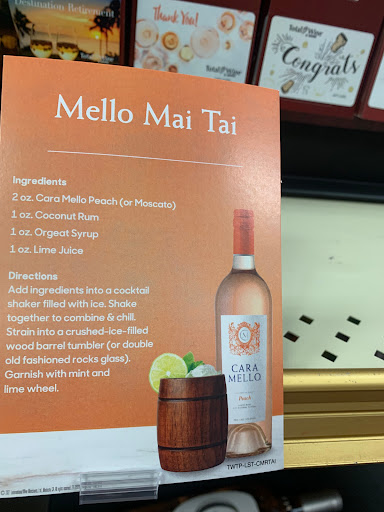 Destination Retirement
Thank You!
Total Wine
Total Wine
& MORE
Congrats
Mello Mai Tai
Ingredients
2 oz. Cara Mello Peach (or Moscato)
1 oz. Coconut Rum
1 oz. Orgeat Syrup
1 oz. Lime Juice
Directions
Add ingredients into a cocktail
shaker filled with ice. Shake
together to combine & chill.
Strain into a crushed-ice-filled
wood barrel tumbler (or double
old fashioned rocks glass).
Garnish with mint and
lime wheel.
CARA
MELLO
Peach
TWTP-LST-CMRTAI